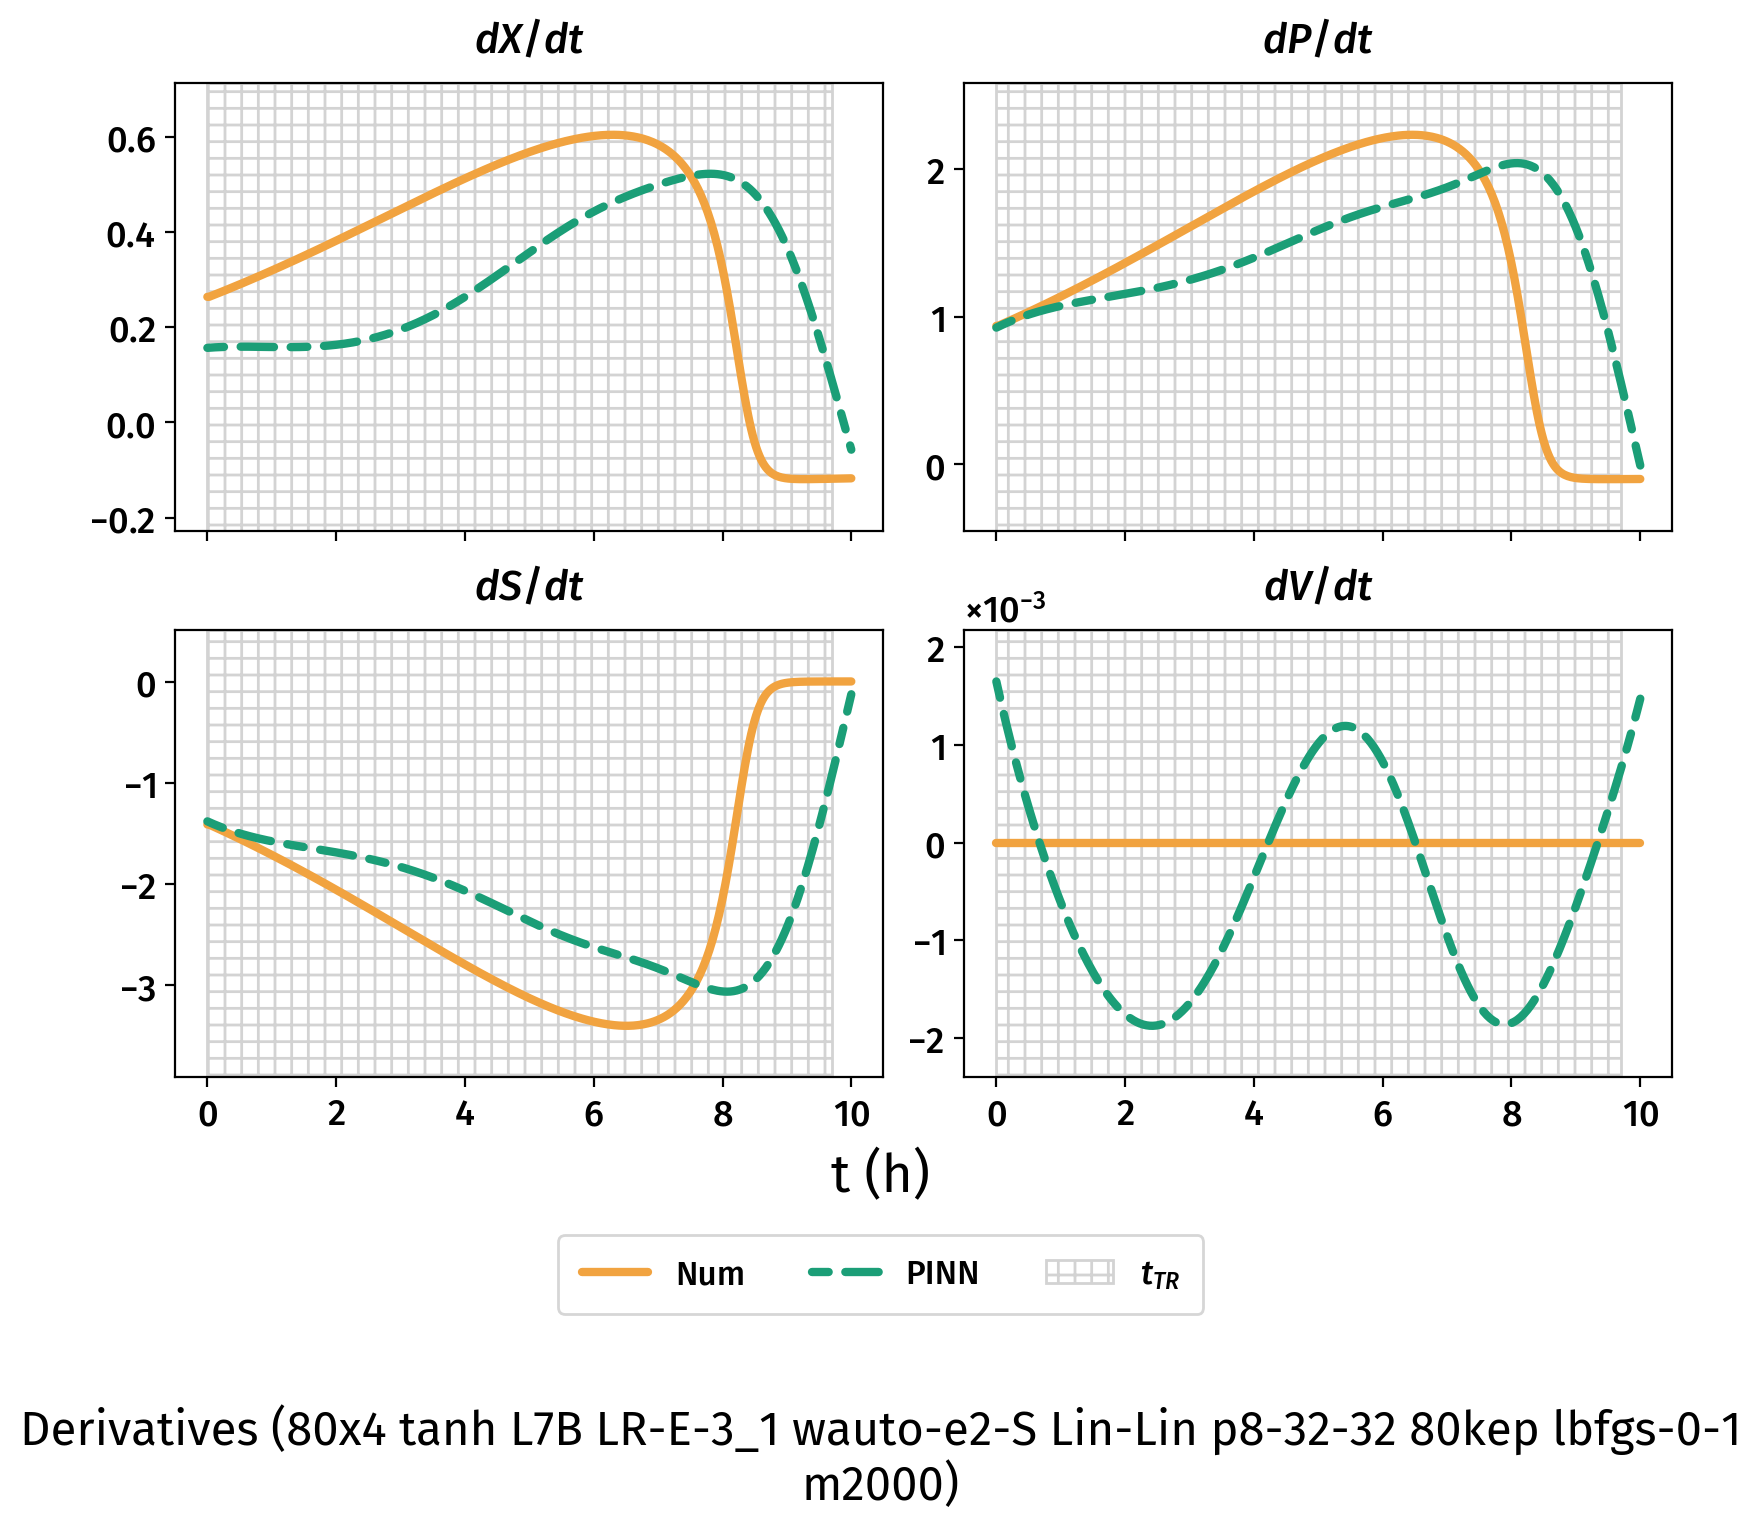 dX/dt
dP/dt
0.6
0.4
0.2
0.0
−0.2
2
1
0
dS/dt
dV/dt
×10⁻³
0
−1
−2
−3
2
1
0
−1
−2
0 2 4 6 8 10
0 2 4 6 8 10
t (h)
Num PINN t_TR
Derivatives (80x4 tanh L7B LR-E-3_1 wauto-e2-S Lin-Lin p8-32-32 80kep lbfgs-0-1
m2000)